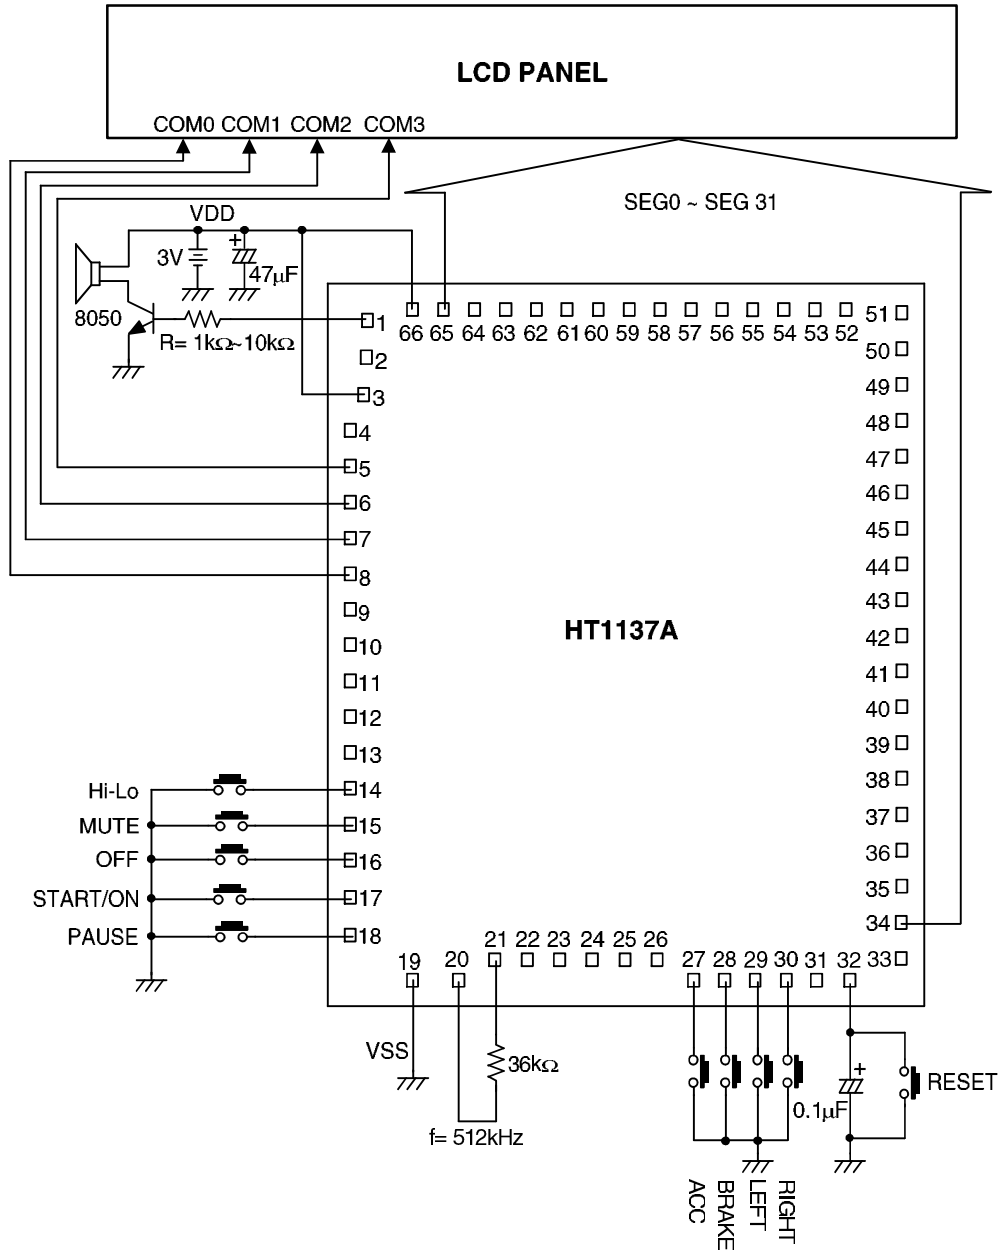 LCD PANEL
COM0 COM1 COM2 COM3
SEG0 ~ SEG 31
VDD
3V
+
47μF
8050
R= 1kΩ~10kΩ
1
2
3
4
5
6
7
8
9
10
11
12
13
14
15
16
17
18
66 65 64 63 62 61 60 59 58 57 56 55 54 53 52
51
50
49
48
47
46
45
44
43
42
41
40
39
38
37
36
35
34
33
HT1137A
Hi-Lo
MUTE
OFF
START/ON
PAUSE
19 20 21 22 23 24 25 26 27 28 29 30 31 32
VSS
36kΩ
f= 512kHz
+
0.1μF
RESET
ACC
BRAKE
LEFT
RIGHT